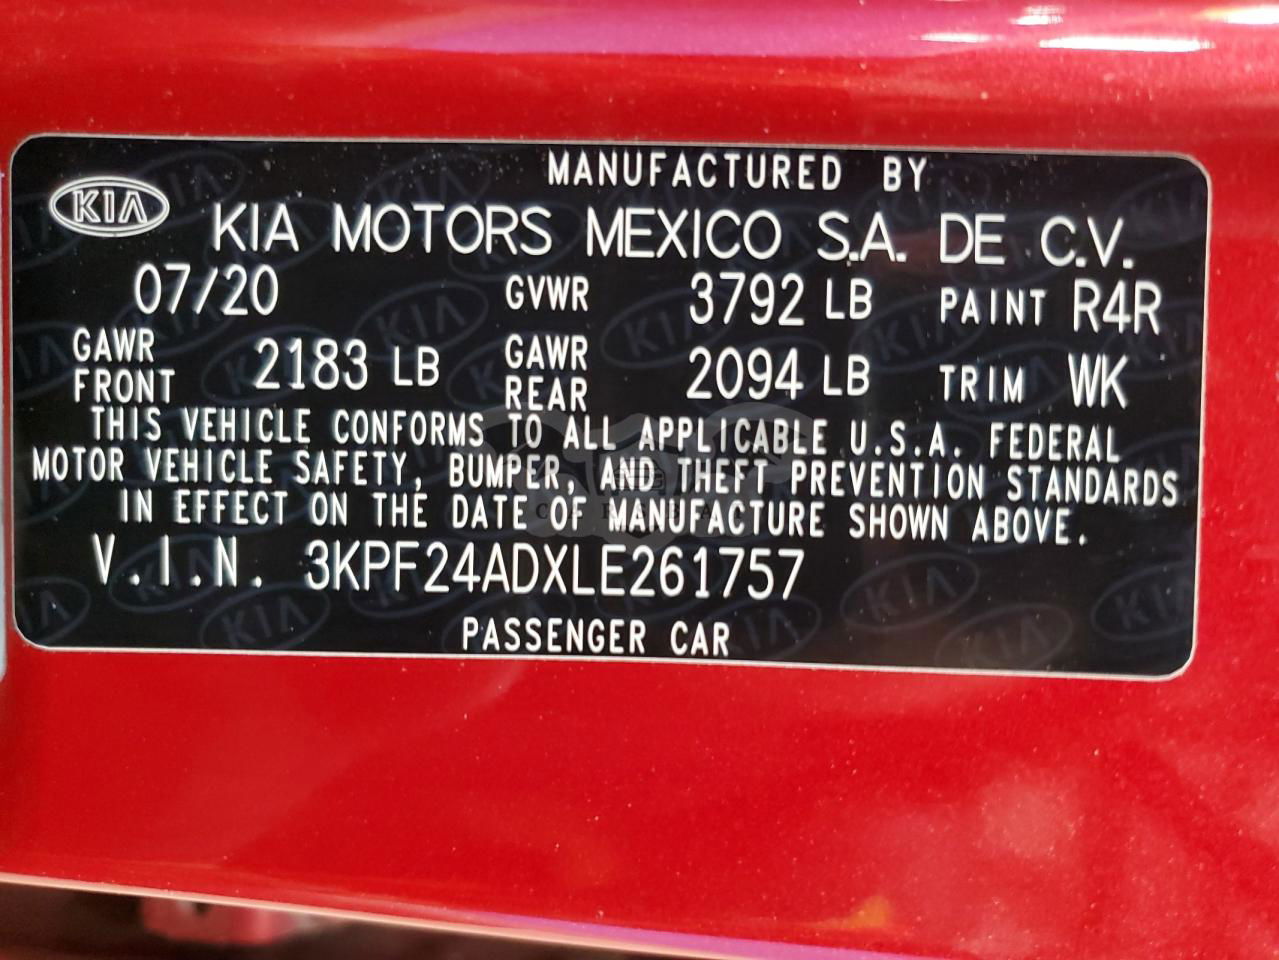 MANUFACTURED BY
KIA
KIA MOTORS MEXICO S.A. DE C.V.
07/20 GVWR 3792 LB PAINT R4R
GAWR FRONT 2183 LB GAWR REAR 2094 LB TRIM WK
THIS VEHICLE CONFORMS TO ALL APPLICABLE U.S.A. FEDERAL
MOTOR VEHICLE SAFETY, BUMPER, AND THEFT PREVENTION STANDARDS
IN EFFECT ON THE DATE OF MANUFACTURE SHOWN ABOVE.
V.I.N. 3KPF24ADXLE261757
PASSENGER CAR